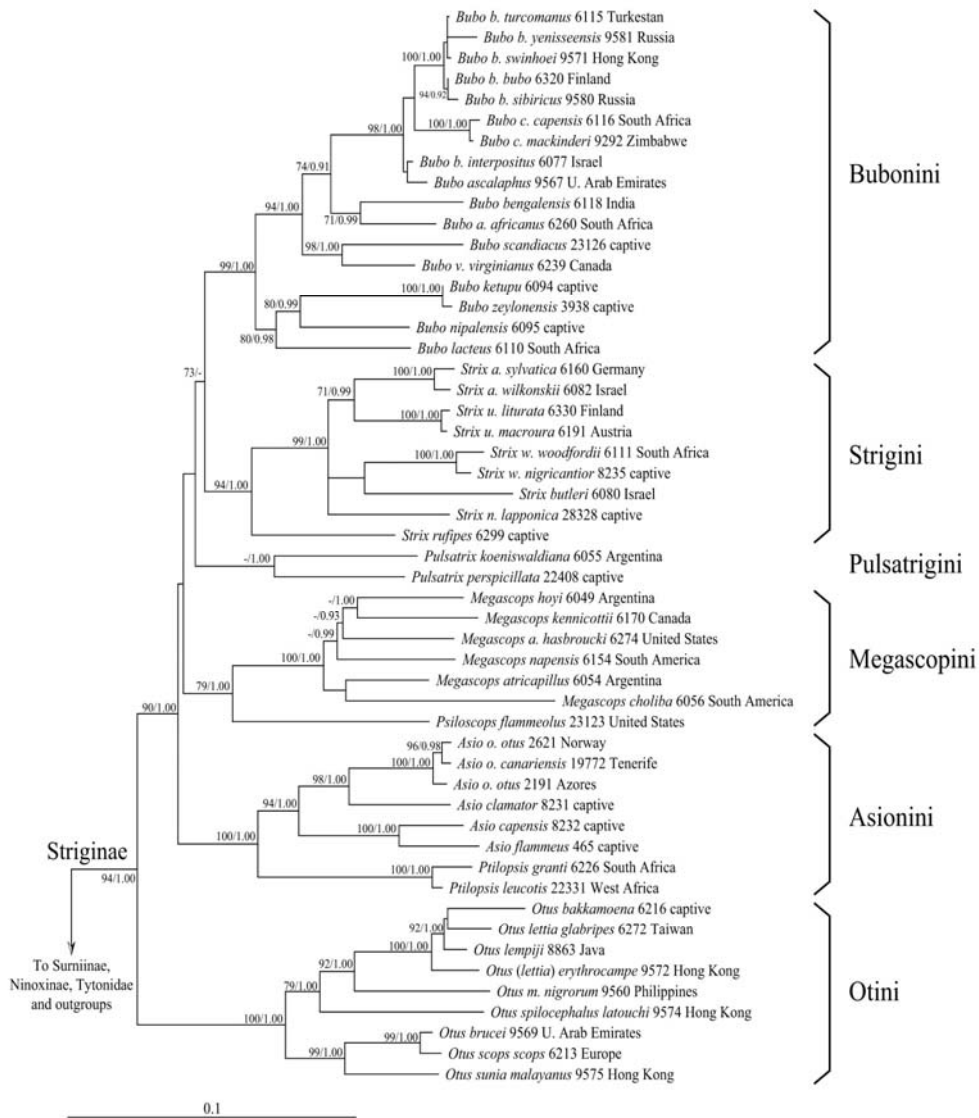 Bubo b. turcomanus 6115 Turkestan
Bubo b. yenisseensis 9581 Russia
100/1.00
Bubo b. swinhoei 9571 Hong Kong
Bubo b. bubo 6320 Finland
94/0.92
Bubo b. sibiricus 9580 Russia
100/1.00
Bubo c. capensis 6116 South Africa
98/1.00
Bubo c. mackinderi 9292 Zimbabwe
Bubo b. interpositus 6077 Israel
74/0.91
Bubo ascalaphus 9567 U. Arab Emirates
Bubonini
Bubo bengalensis 6118 India
94/1.00
71/0.99
Bubo a. africanus 6260 South Africa
Bubo scandiacus 23126 captive
98/1.00
Bubo v. virginianus 6239 Canada
99/1.00
100/1.00
Bubo ketupu 6094 captive
80/0.99
Bubo zeylonensis 3938 captive
Bubo nipalensis 6095 captive
80/0.98
Bubo lacteus 6110 South Africa
73/-
100/1.00
Strix a. sylvatica 6160 Germany
71/0.99
Strix a. wilkonskii 6082 Israel
100/1.00
Strix u. liturata 6330 Finland
Strix u. macroura 6191 Austria
99/1.00
100/1.00
Strix w. woodfordii 6111 South Africa
Strigini
Strix w. nigricantior 8235 captive
94/1.00
Strix butleri 6080 Israel
Strix n. lapponica 28328 captive
Strix rufipes 6299 captive
-/1.00
Pulsatrix koeniswaldiana 6055 Argentina
Pulsatrigini
Pulsatrix perspicillata 22408 captive
-/1.00
Megascops hoyi 6049 Argentina
-/0.93
Megascops kennicottii 6170 Canada
-/0.99
Megascops a. hasbroucki 6274 United States
100/1.00
Megascops napensis 6154 South America
Megascopini
Megascops atricapillus 6054 Argentina
79/1.00
Megascops choliba 6056 South America
90/1.00
Psiloscops flammeolus 23123 United States
96/0.98
Asio o. otus 2621 Norway
100/1.00
Asio o. canariensis 19772 Tenerife
98/1.00
Asio o. otus 2191 Azores
94/1.00
Asio clamator 8231 captive
Asionini
100/1.00
Asio capensis 8232 captive
100/1.00
Asio flammeus 465 captive
Striginae
100/1.00
Ptilopsis granti 6226 South Africa
94/1.00
Ptilopsis leucotis 22331 West Africa
Otus bakkamoena 6216 captive
92/1.00
Otus lettia glabripes 6272 Taiwan
100/1.00
Otus lempiji 8863 Java
To Surniinae,
Ninoxinae, Tytonidae
and outgroups
92/1.00
Otus (lettia) erythrocampe 9572 Hong Kong
79/1.00
Otus m. nigrorum 9560 Philippines
Otini
Otus spilocephalus latouchi 9574 Hong Kong
100/1.00
99/1.00
Otus brucei 9569 U. Arab Emirates
99/1.00
Otus scops scops 6213 Europe
Otus sunia malayanus 9575 Hong Kong
0.1